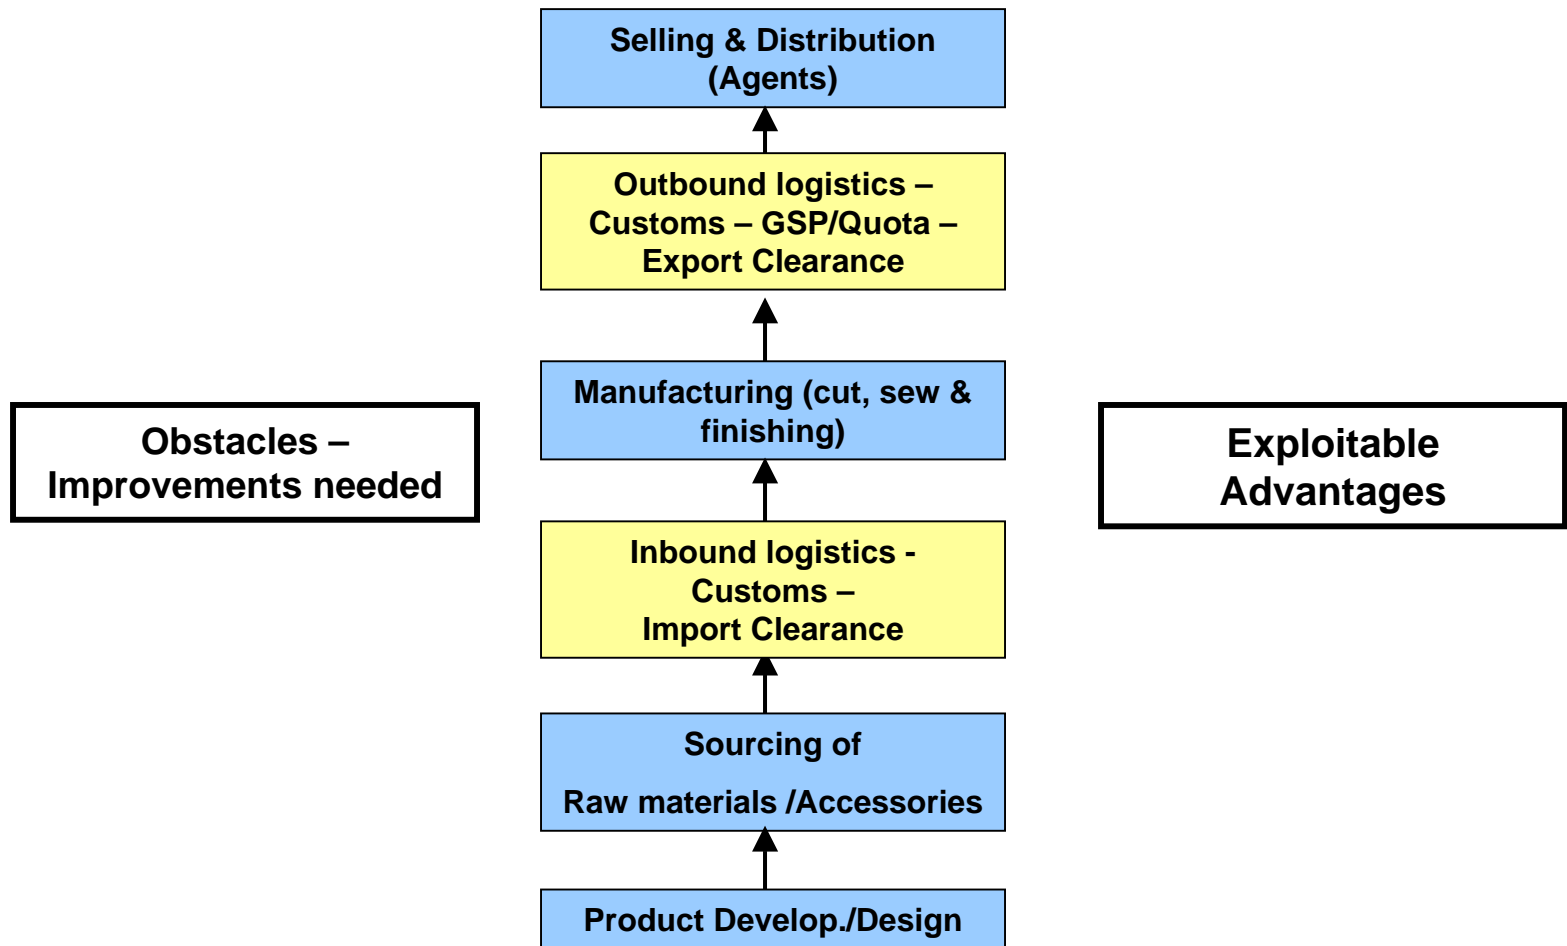 Selling & Distribution
(Agents)
Outbound logistics –
Customs – GSP/Quota –
Export Clearance
Manufacturing (cut, sew &
finishing)
Obstacles –
Improvements needed
Exploitable
Advantages
Inbound logistics -
Customs –
Import Clearance
Sourcing of
Raw materials /Accessories
Product Develop./Design